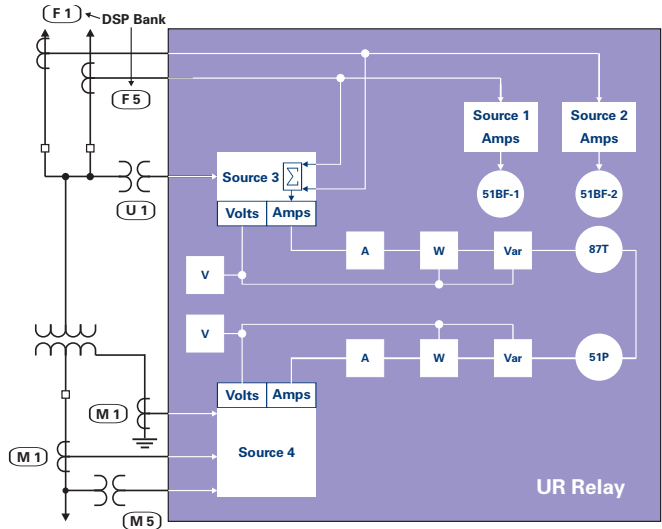 F 1
DSP Bank
F 5
Source 1
Amps
Source 2
Amps
Source 3
Σ
U 1
Volts
Amps
51BF-1
51BF-2
V
A
W
Var
87T
V
A
W
Var
51P
Volts
Amps
M 1
Source 4
M 1
M 5
UR Relay